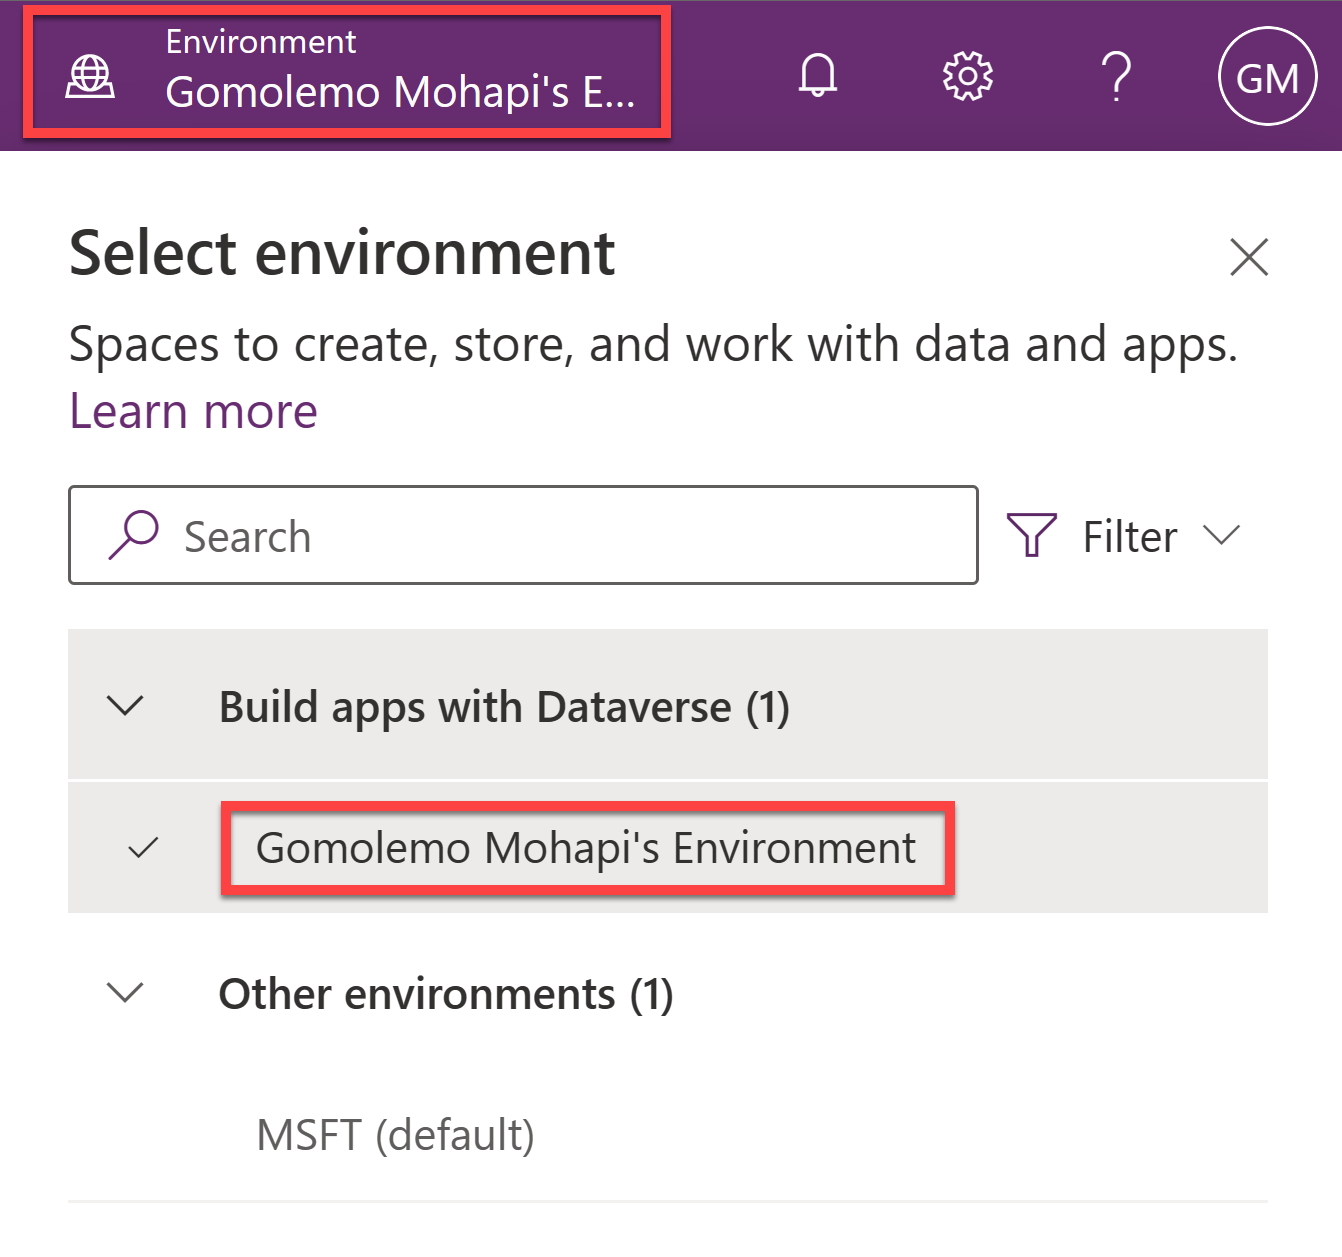 Environment
Gomolemo Mohapi's E...
GM
Select environment
Spaces to create, store, and work with data and apps.
Learn more
Search
Filter
Build apps with Dataverse (1)
Gomolemo Mohapi's Environment
Other environments (1)
MSFT (default)